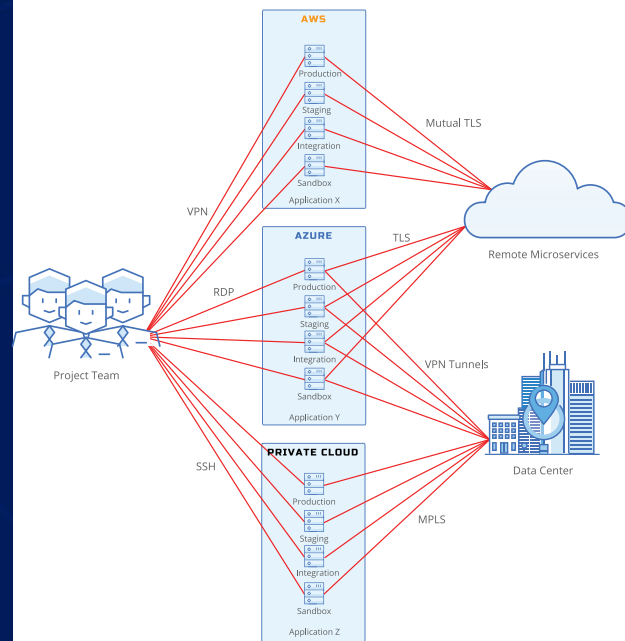 AWS
Production
Staging
Integration
Sandbox
Application X
Mutual TLS
VPN
Remote Microservices
AZURE
TLS
RDP
Production
Staging
Integration
Sandbox
Application Y
VPN Tunnels
Project Team
Data Center
PRIVATE CLOUD
SSH
Production
Staging
Integration
Sandbox
Application Z
MPLS